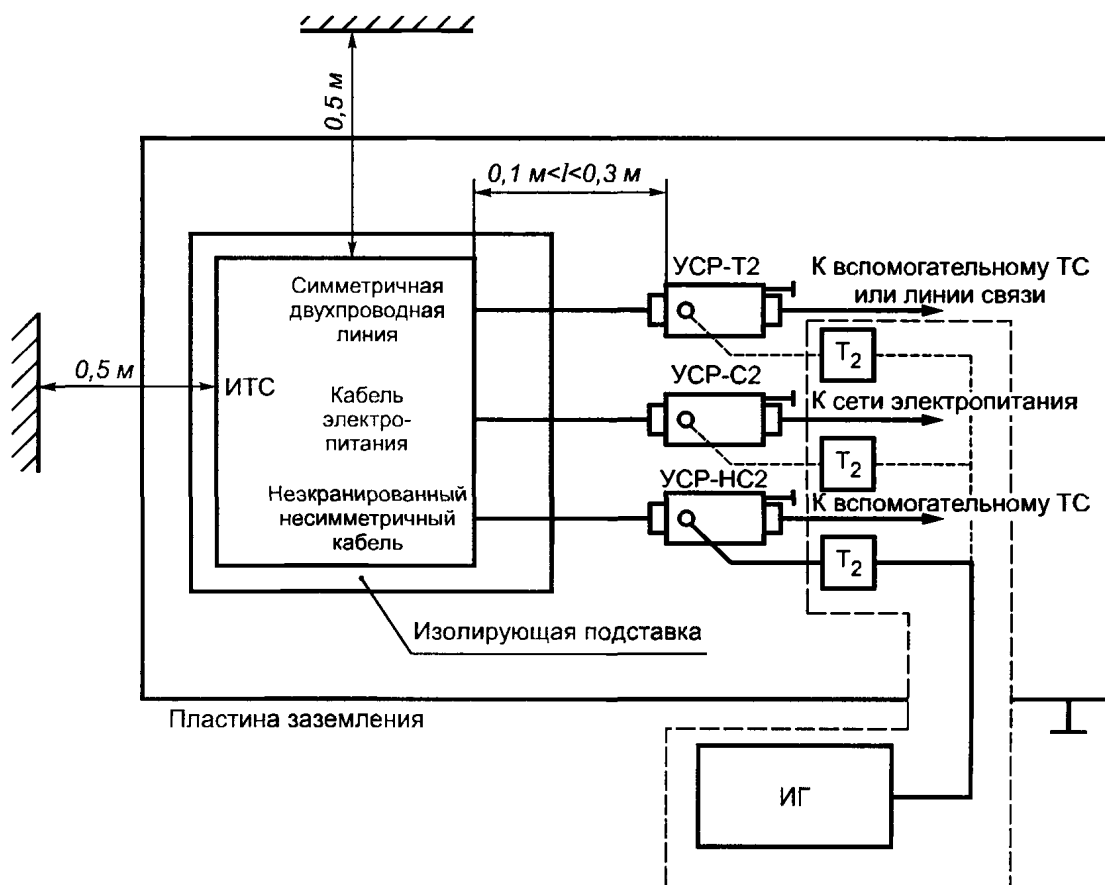 0,5 м
0,1 м<l<0,3 м
УСР-Т2
К вспомогательному ТС
или линии связи
Симметричная
двухпроводная
линия
Т2
0,5 м
ИТС
УСР-С2
К сети электропитания
Кабель
электро-
питания
Т2
УСР-НС2
К вспомогательному ТС
Неэкранированный
несимметричный
кабель
Т2
Изолирующая подставка
Пластина заземления
ИГ